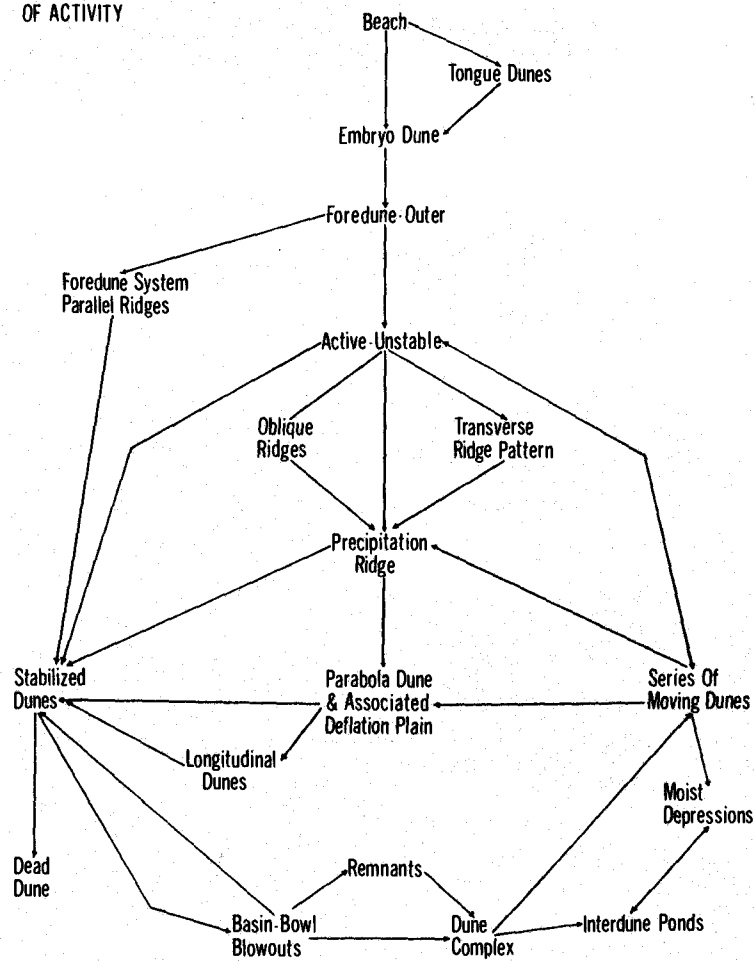 OF ACTIVITY
Beach
Tongue Dunes
Embryo Dune
Foredune-Outer
Foredune System
Parallel Ridges
Active-Unstable
Oblique
Ridges
Transverse
Ridge Pattern
Precipitation
Ridge
Stabilized
Dunes
Parabola Dune
& Associated
Deflation Plain
Series Of
Moving Dunes
Longitudinal
Dunes
Moist
Depressions
Dead
Dune
Remnants
Basin-Bowl
Blowouts
Dune
Complex
Interdune Ponds